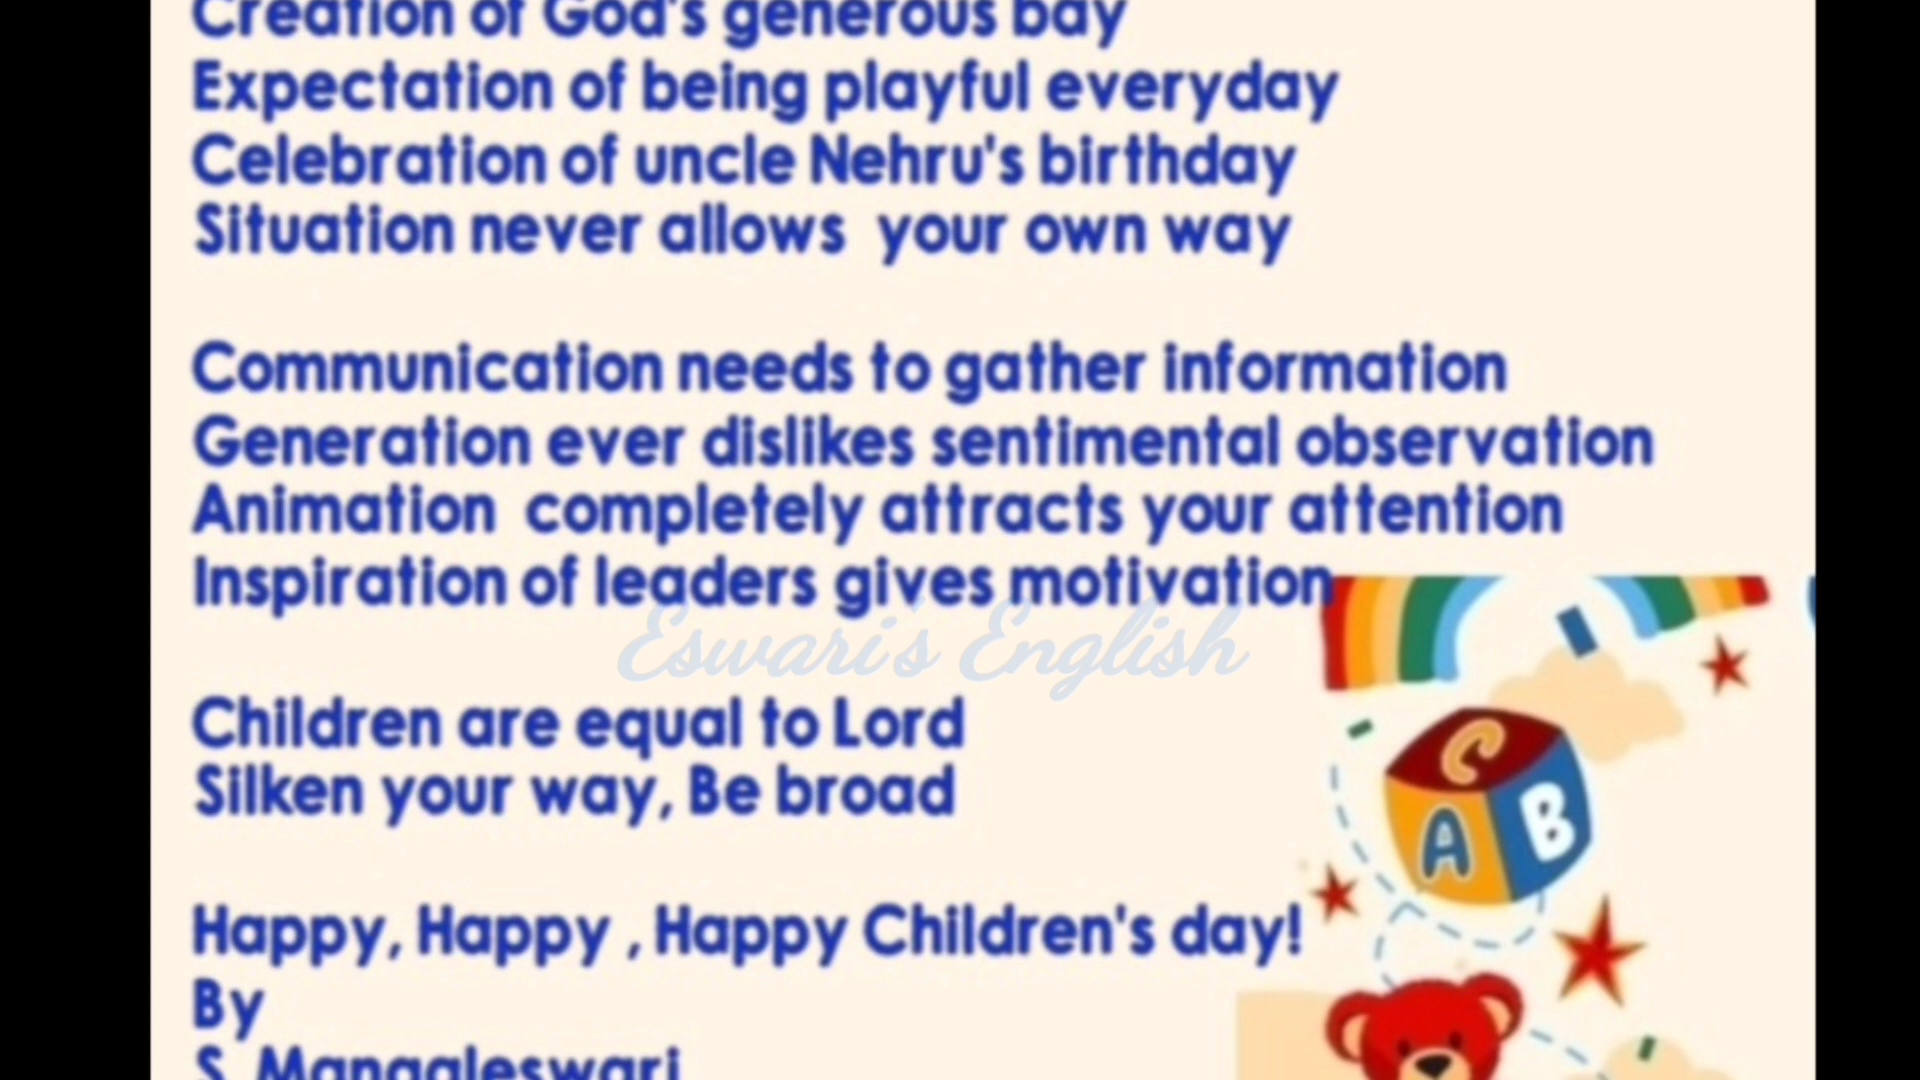 Creation of God's generous bay
Expectation of being playful everyday
Celebration of uncle Nehru's birthday
Situation never allows your own way
Communication needs to gather information
Generation ever dislikes sentimental observation
Animation completely attracts your attention
Inspiration of leaders gives motivation
Eswari's English
Children are equal to Lord
Silken your way, Be broad
C
A B
Happy, Happy , Happy Children's day!
By
S. Mangaleswari